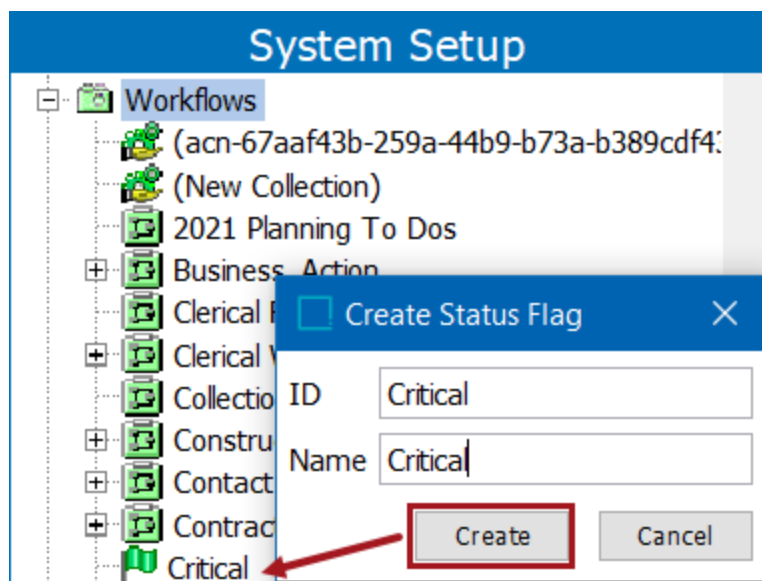 System Setup
Workflows
(acn-67aaf43b-259a-44b9-b73a-b389cdf43
(New Collection)
2021 Planning To Dos
Business Action
Clerical
Create Status Flag
Clerical
ID Critical
Collectio
Constru
Name Critical
Contact
Contrac
Create Cancel
Critical